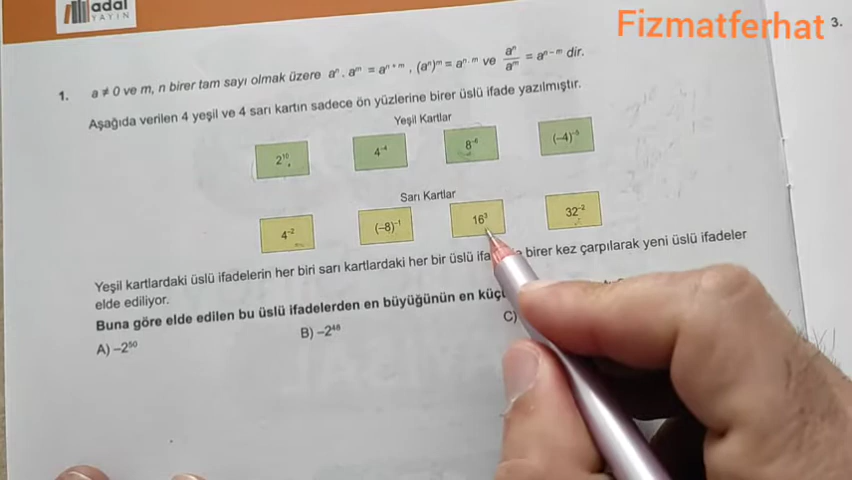 adal
YAYIN
Fizmatferhat
3.
1. a ≠ 0 ve m, n birer tam sayı olmak üzere aⁿ . aᵐ = aⁿ⁺ᵐ , (aⁿ)ᵐ = aⁿ·ᵐ ve aⁿ/aᵐ = aⁿ⁻ᵐ dir.
Aşağıda verilen 4 yeşil ve 4 sarı kartın sadece ön yüzlerine birer üslü ifade yazılmıştır.
Yeşil Kartlar
2¹⁰ 4⁻⁴ 8⁻⁶ (–4)⁻⁵
Sarı Kartlar
4⁻² (–8)⁻¹ 16³ 32⁻²
Yeşil kartlardaki üslü ifadelerin her biri sarı kartlardaki her bir üslü birer kez çarpılarak yeni üslü ifadeler
elde ediliyor.
Buna göre elde edilen bu üslü ifadelerden en büyüğünün en
A) –2⁵⁰ B) –2⁴⁸ C)